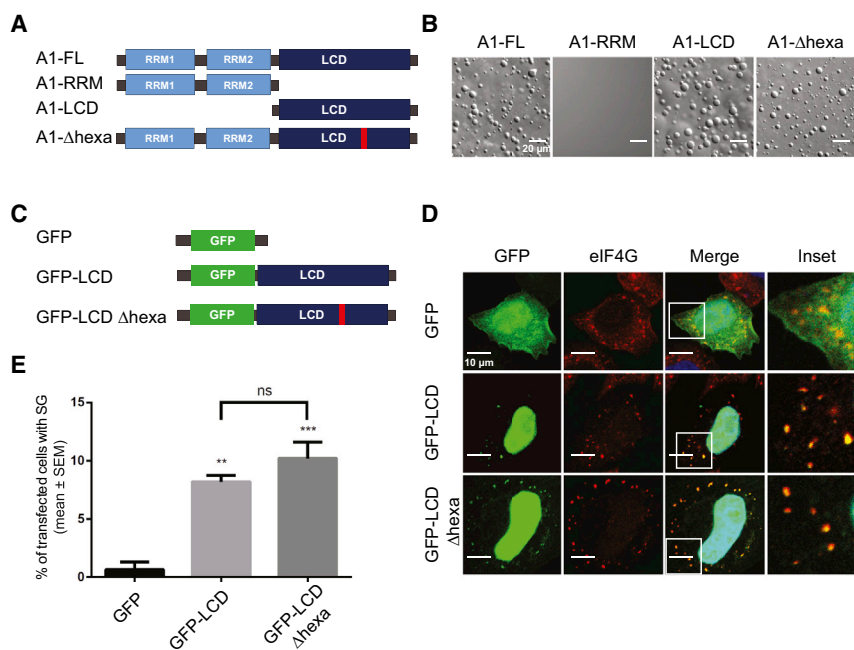 A
A1-FL RRM1 RRM2 LCD
A1-RRM RRM1 RRM2
A1-LCD LCD
A1-Δhexa RRM1 RRM2 LCD
B
A1-FL A1-RRM A1-LCD A1-Δhexa
20 µm
C
GFP GFP
GFP-LCD GFP LCD
GFP-LCD Δhexa GFP LCD
D
GFP eIF4G Merge Inset
GFP
10 µm
GFP-LCD
GFP-LCD
Δhexa
E
% of transfected cells with SG
(mean ± SEM)
15
10
5
0
ns
**
***
GFP
GFP-LCD
GFP-LCD
Δhexa